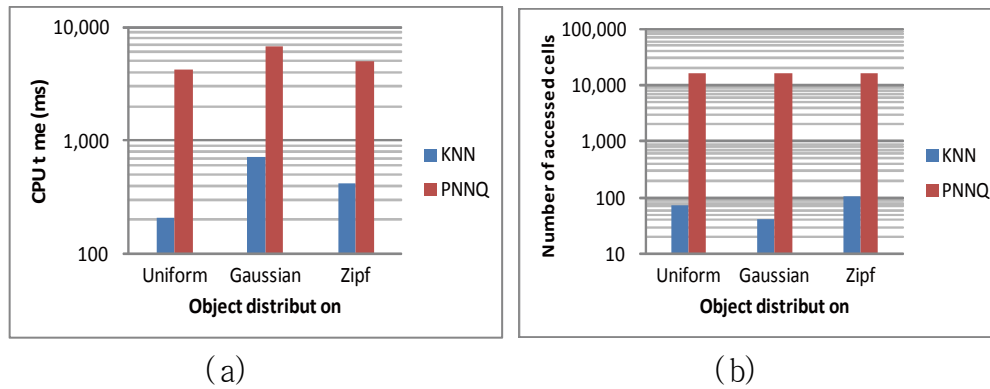 10,000
1,000
100
CPU t me (ms)
Uniform Gaussian Zipf
Object distribut on
KNN
PNNQ
(a)
100,000
10,000
1,000
100
10
Number of accessed cells
Uniform Gaussian Zipf
Object distribut on
KNN
PNNQ
(b)